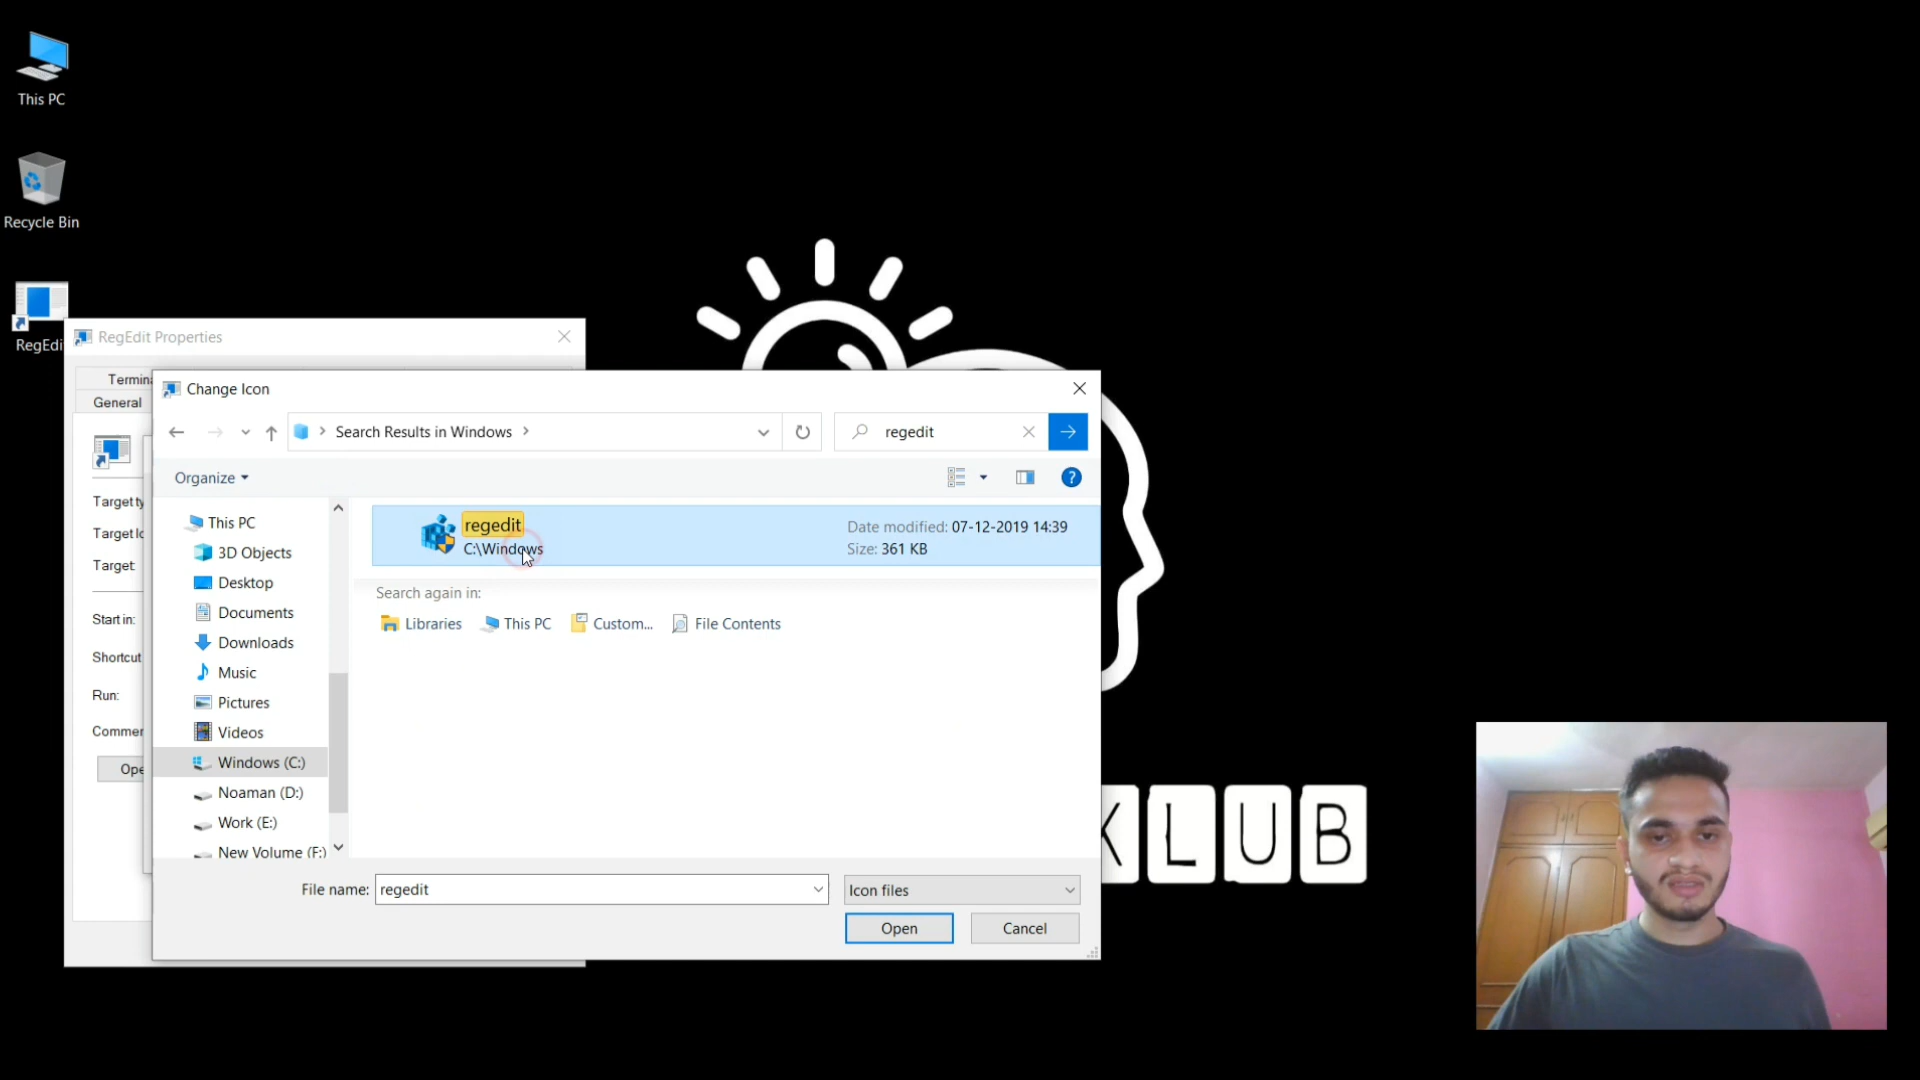 This PC
Recycle Bin
RegEdi
RegEdit Properties
Termina
General
Target ty
Target lo
Target:
Start in:
Shortcut
Run:
Commen
Ope
Change Icon
Search Results in Windows
regedit
Organize
This PC
3D Objects
Desktop
Documents
Downloads
Music
Pictures
Videos
Windows (C:)
Noaman (D:)
Work (E:)
New Volume (F:)
regedit
C:\Windows
Date modified: 07-12-2019 14:39
Size: 361 KB
Search again in:
Libraries
This PC
Custom...
File Contents
File name:
regedit
Icon files
Open
Cancel
KLUB